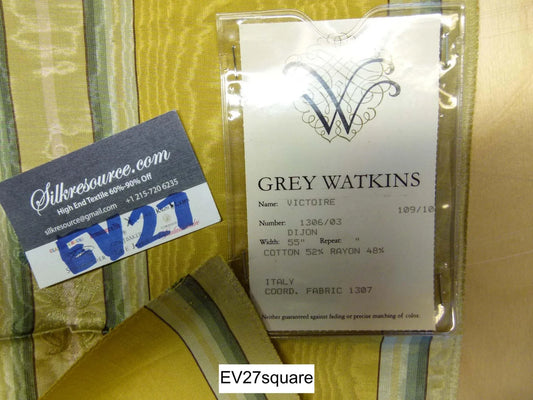 Silkresource.com
High End Textile 60%-90% Off
silkresource@gmail.com +1 215-720 6235
EV27
W
GREY WATKINS
Name: VICTOIRE
109/10
Number: 1306/03
DIJON
Width: 55" Repeat: "
COTTON 52% RAYON 48%
ITALY
COORD. FABRIC 1307
Neither guaranteed against fading or precise matching of color.
EV27square